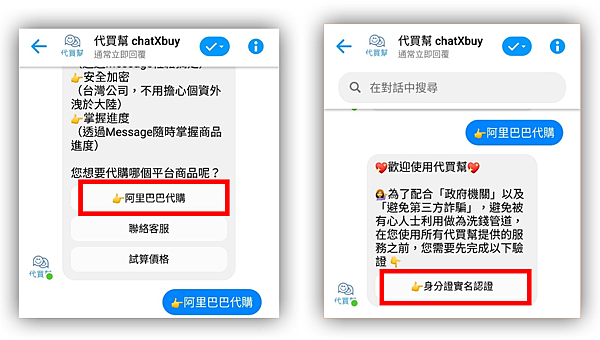 代買幫 chatXbuy
通常立即回覆
代買幫
👉安全加密
（台灣公司，不用擔心個資外
洩於大陸）
👉掌握進度
（透過Message隨時掌握商品
進度）
您想要代購哪個平台商品呢？
👉阿里巴巴代購
聯絡客服
試算價格
代買幫
👉阿里巴巴代購
代買幫 chatXbuy
通常立即回覆
代買幫
在對話中搜尋
👉阿里巴巴代購
💖歡迎使用代買幫💖
🙋‍♀️為了配合「政府機關」以及
「避免第三方詐騙」，避免被
有心人士利用做為洗錢管道，
在您使用所有代買幫提供的服
務之前，您需要先完成以下驗
證👇
👉身分證實名認證
代買幫